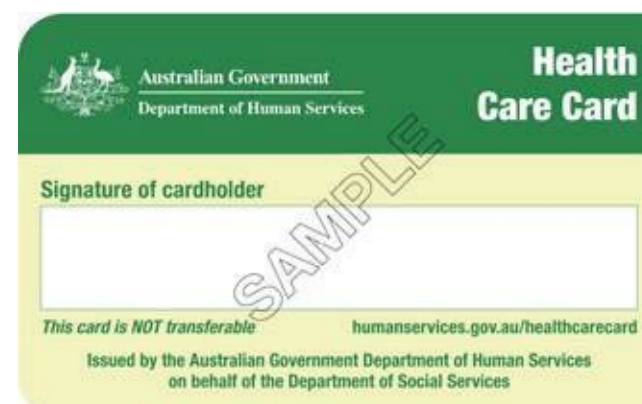 Australian Government
Department of Human Services
Health
Care Card
Signature of cardholder
SAMPLE
This card is NOT transferable
humanservices.gov.au/healthcarecard
Issued by the Australian Government Department of Human Services
on behalf of the Department of Social Services